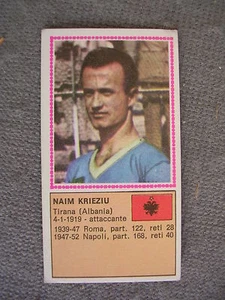 NAIM KRIEZIU
Tirana (Albania)
4-1-1919 - attaccante
1939-47 Roma, part. 122, reti 28
1947-52 Napoli, part. 168, reti 40